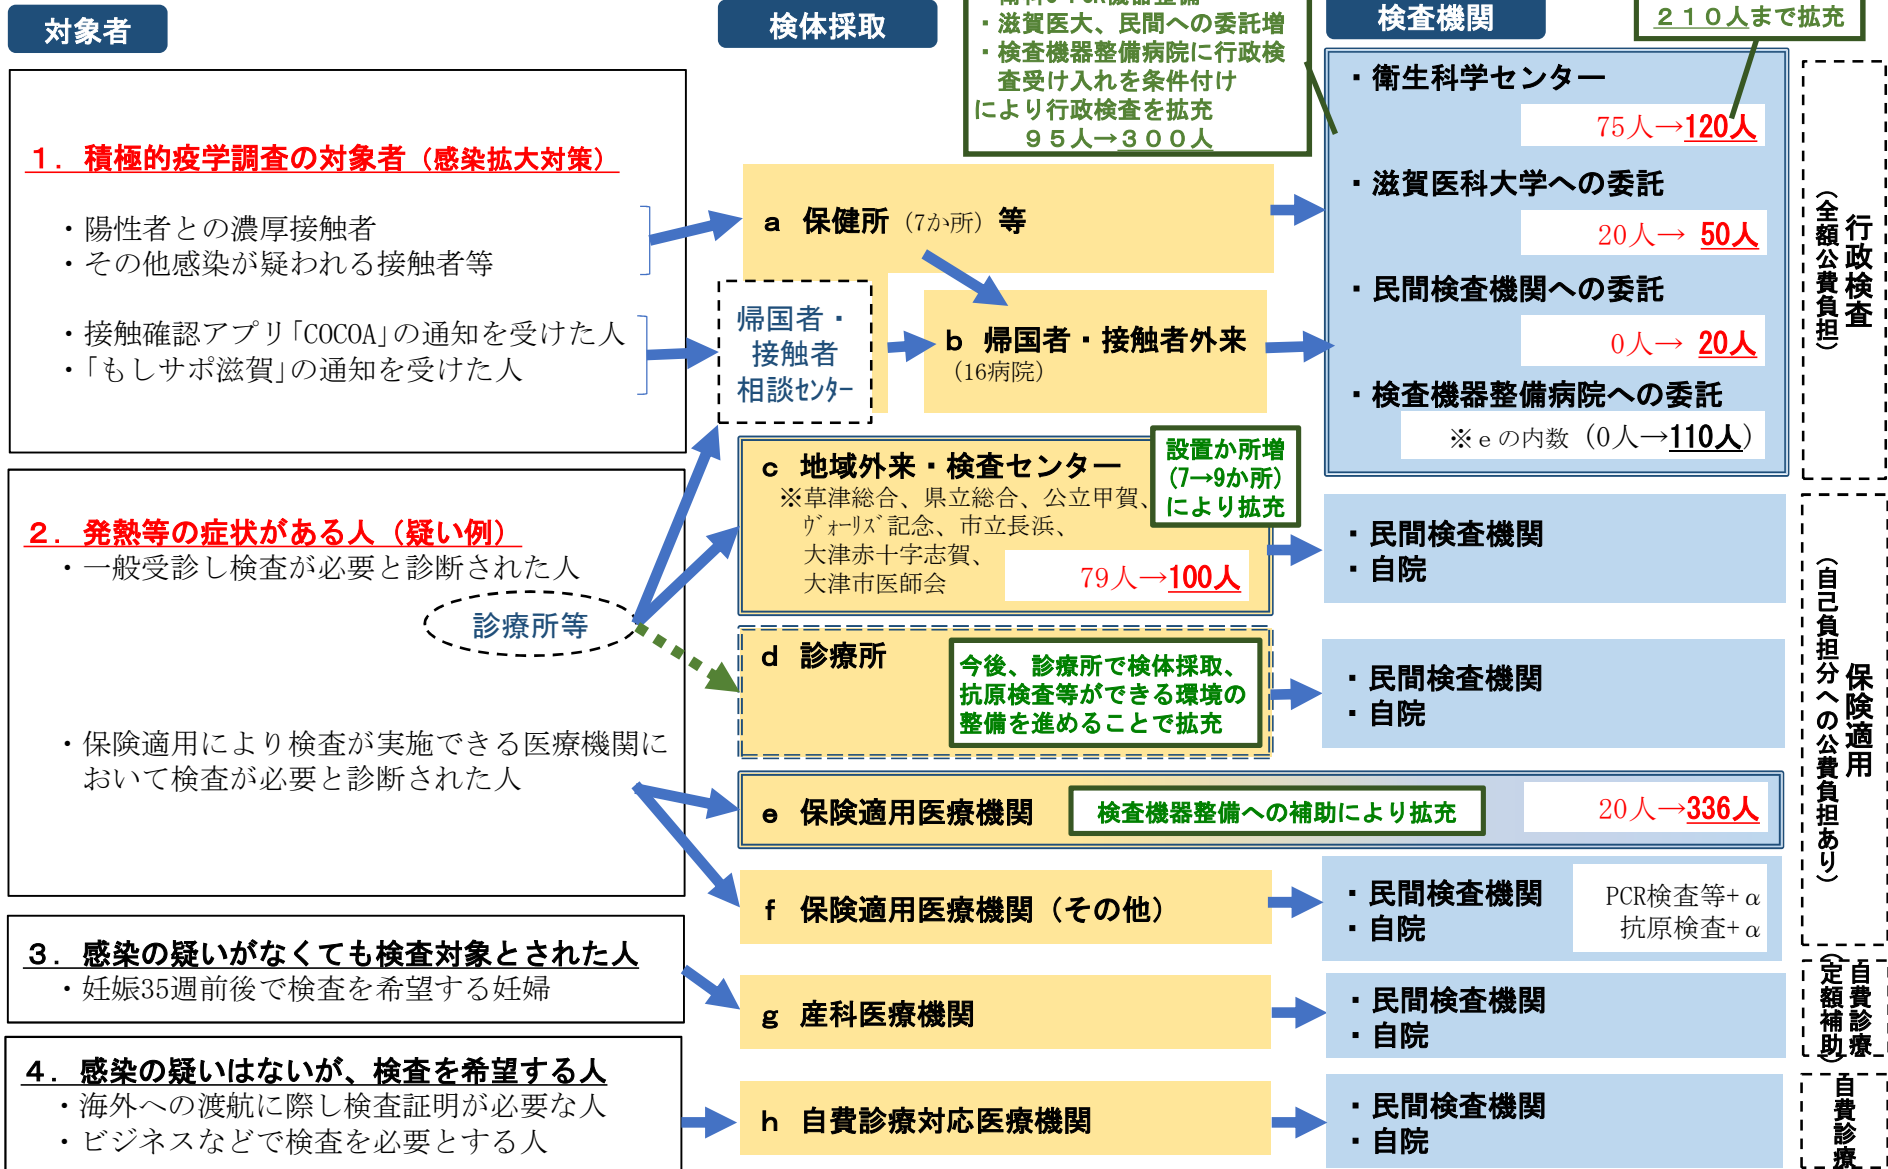 対象者
検体採取
・滋賀医大、民間への委託増
・検査機器整備病院に行政検
査受け入れを条件付け
により行政検査を拡充
95人→300人
検査機関
210人まで拡充
1. 積極的疫学調査の対象者（感染拡大対策）
・陽性者との濃厚接触者
・その他感染が疑われる接触者等
・接触確認アプリ「COCOA」の通知を受けた人
・「もしサポ滋賀」の通知を受けた人
a 保健所（7か所）等
帰国者・
接触者
相談ｾﾝﾀｰ
b 帰国者・接触者外来
（16病院）
・衛生科学センター
75人→120人
・滋賀医科大学への委託
20人→ 50人
・民間検査機関への委託
0人→ 20人
・検査機器整備病院への委託
※eの内数（0人→110人）
行政検査
（全額公費負担）
2. 発熱等の症状がある人（疑い例）
・一般受診し検査が必要と診断された人
診療所等
・保険適用により検査が実施できる医療機関に
おいて検査が必要と診断された人
c 地域外来・検査センター
※草津総合、県立総合、公立甲賀、
ｳﾞｫｰﾘｽﾞ記念、市立長浜、
大津赤十字志賀、
大津市医師会
79人→100人
設置か所増
(7→9か所)
により拡充
・民間検査機関
・自院
d 診療所
今後、診療所で検体採取、
抗原検査等ができる環境の
整備を進めることで拡充
・民間検査機関
・自院
e 保険適用医療機関
検査機器整備への補助により拡充
20人→336人
f 保険適用医療機関（その他）
・民間検査機関
・自院
PCR検査等+α
抗原検査+α
保険適用
（自己負担分への公費負担あり）
3. 感染の疑いがなくても検査対象とされた人
・妊娠35週前後で検査を希望する妊婦
g 産科医療機関
・民間検査機関
・自院
自費診療
（定額補助）
4. 感染の疑いはないが、検査を希望する人
・海外への渡航に際し検査証明が必要な人
・ビジネスなどで検査を必要とする人
h 自費診療対応医療機関
・民間検査機関
・自院
自費診療